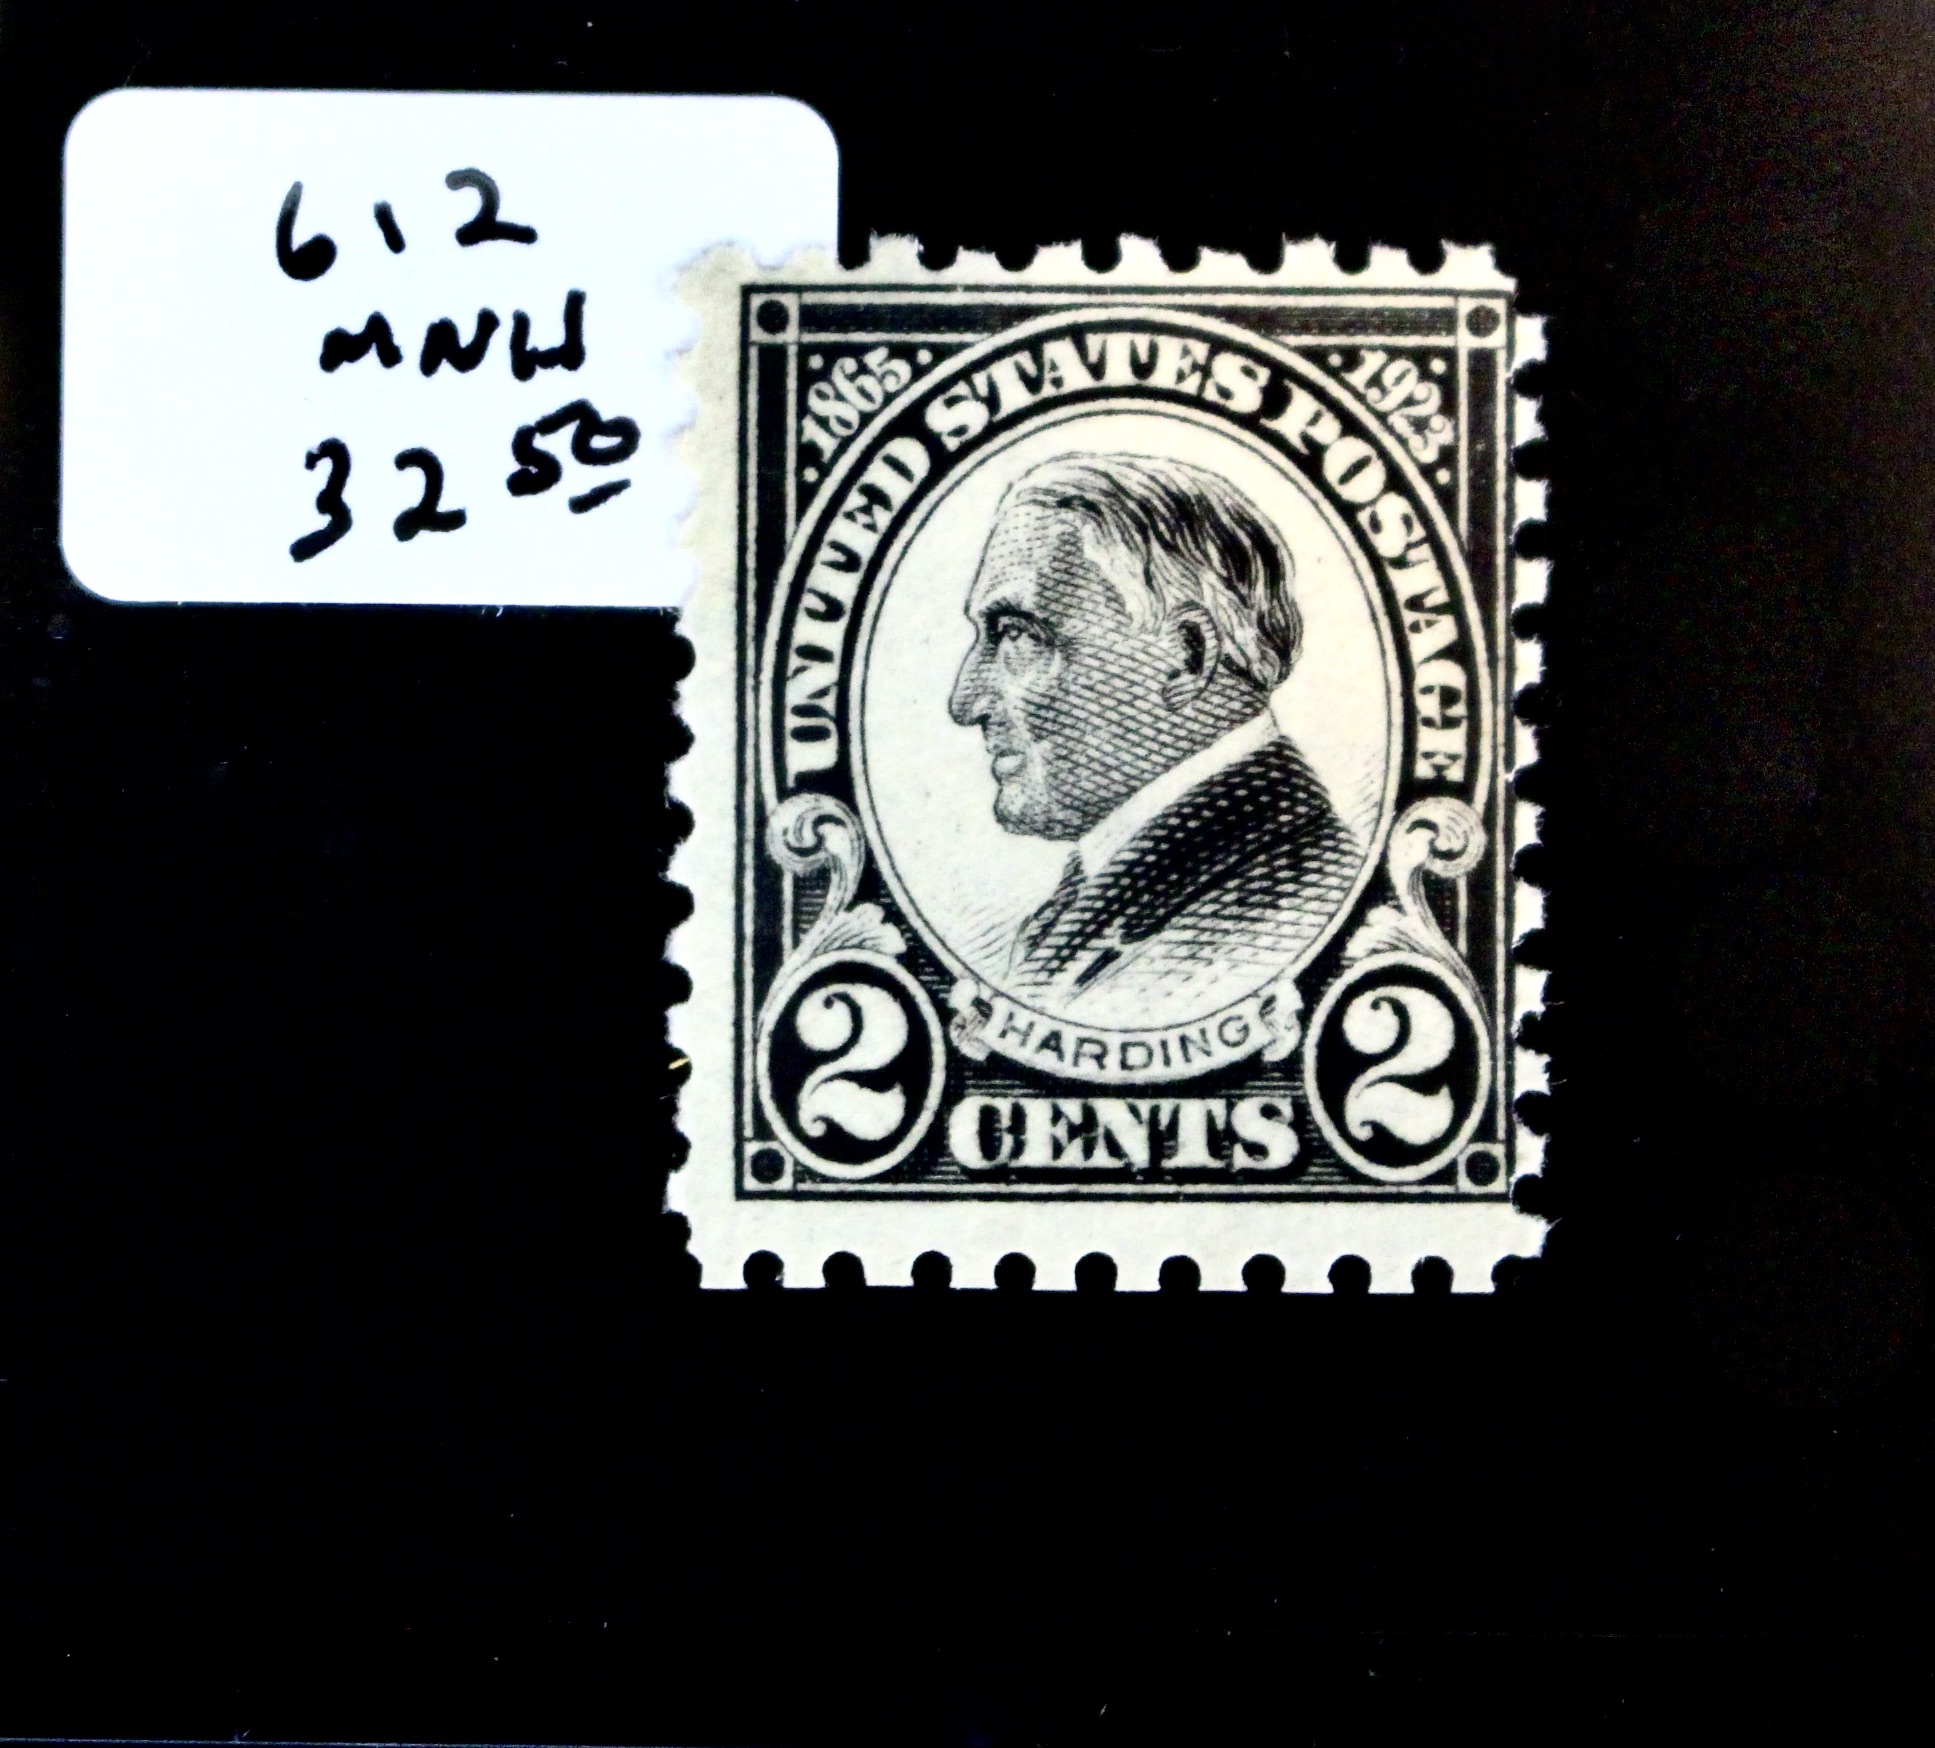 612
MNH
32 50
1865 1923
UNITED STATES POSTAGE
HARDING
2 CENTS 2